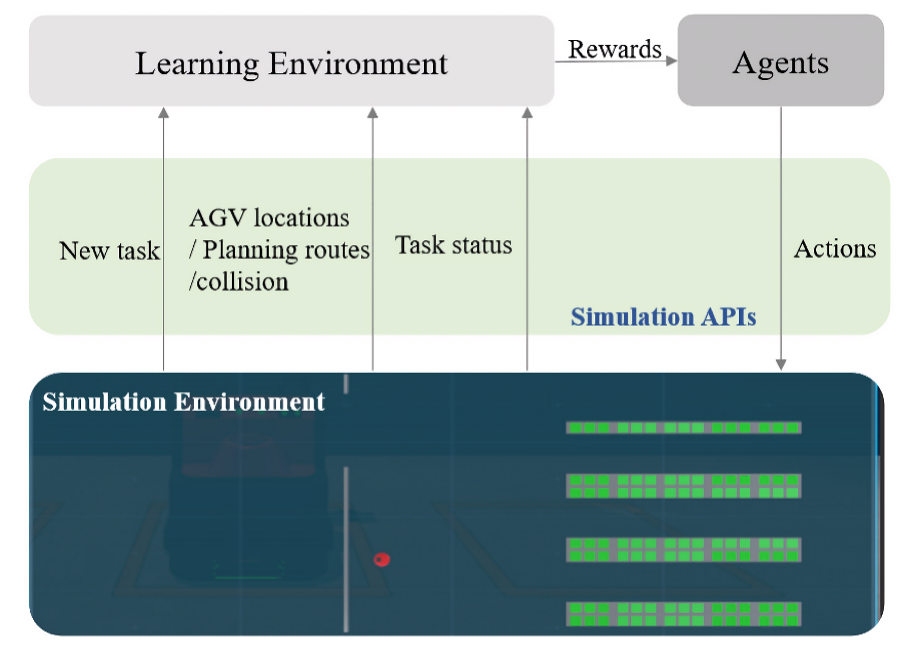 Learning Environment
Rewards
Agents
New task
AGV locations
/ Planning routes
/collision
Task status
Actions
Simulation APIs
Simulation Environment